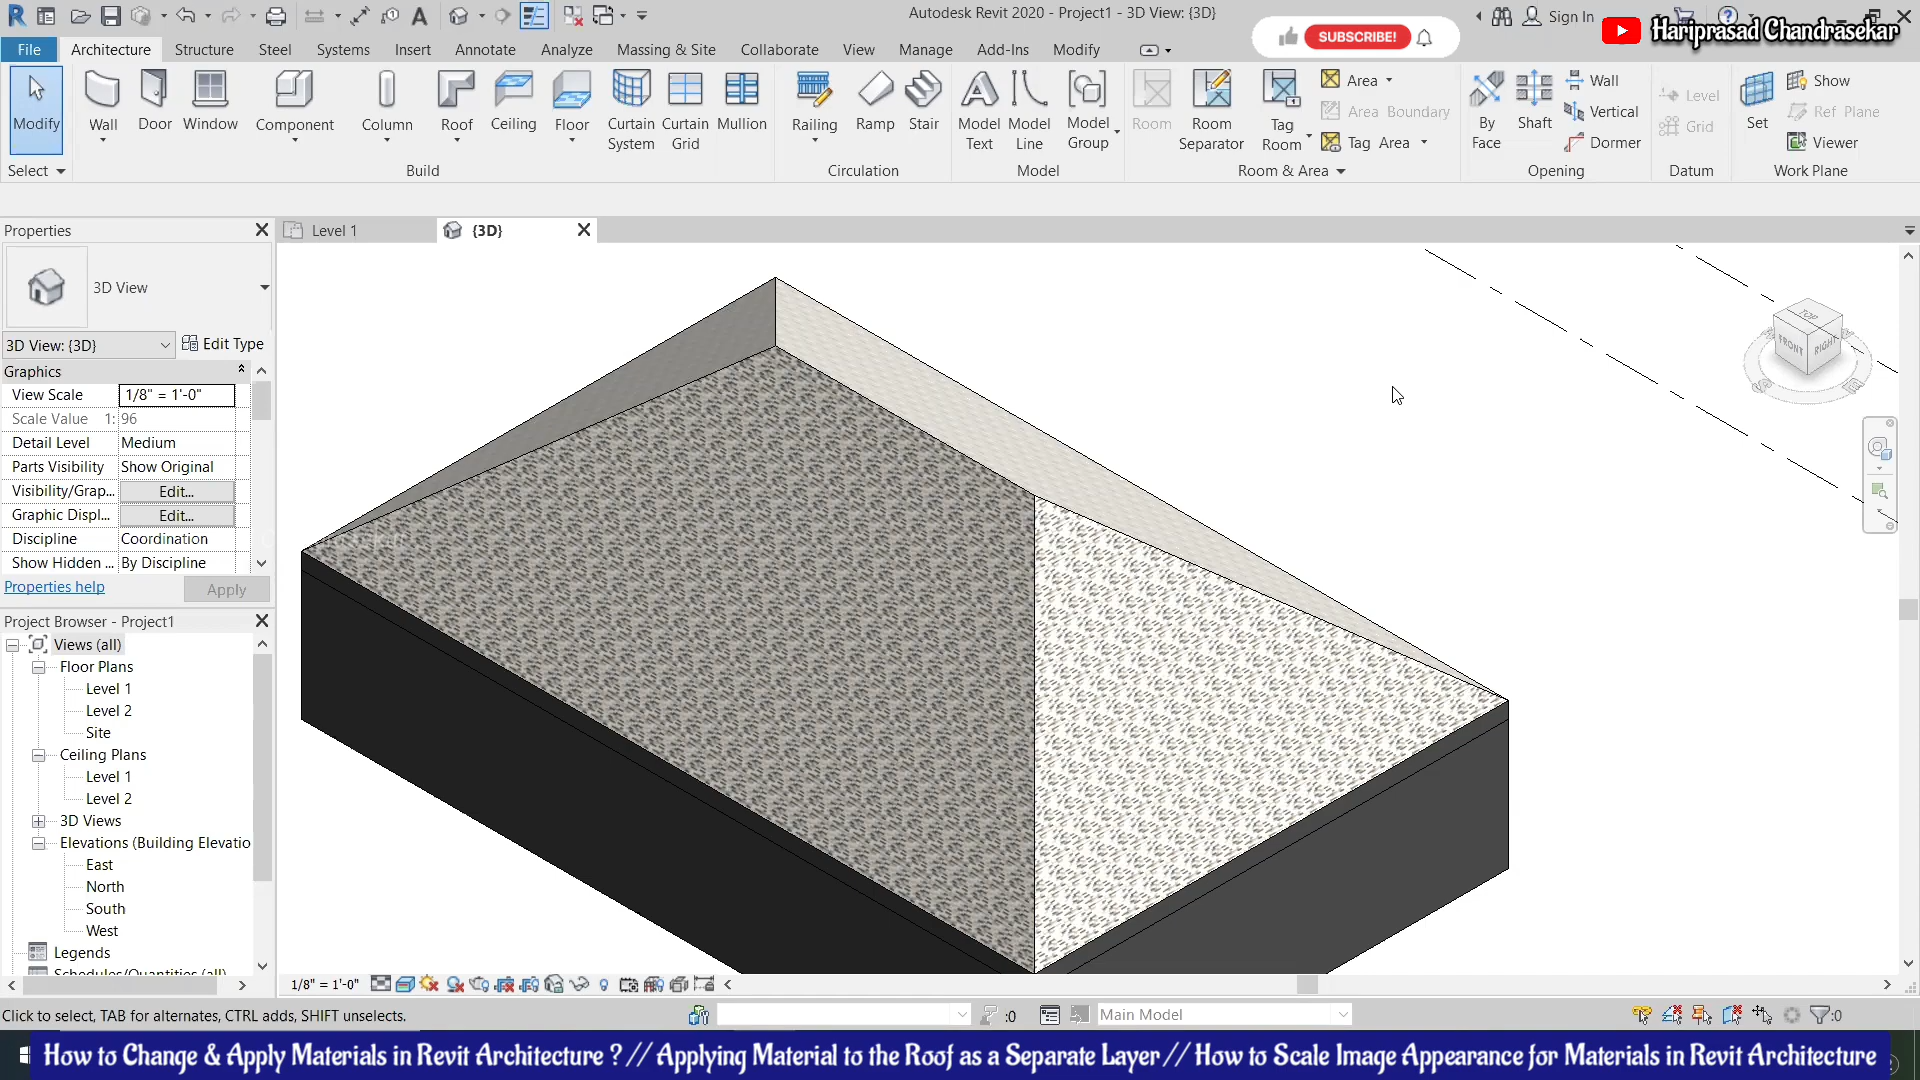 Autodesk Revit 2020 - Project1 - 3D View: {3D}
Sign In
SUBSCRIBE!
Hariprasad Chandrasekar
File Architecture Structure Steel Systems Insert Annotate Analyze Massing & Site Collaborate View Manage Add-Ins Modify
Modify
Wall
Door
Window
Component
Column
Roof
Ceiling
Floor
Curtain System
Curtain Grid
Mullion
Railing
Ramp
Stair
Model Text
Model Line
Model Group
Room
Room Separator
Tag Room
Area
Area Boundary
Tag Area
By Face
Shaft
Wall
Vertical
Dormer
Level
Grid
Set
Show
Ref Plane
Viewer
Select Build Circulation Model Room & Area Opening Datum Work Plane
Properties
Level 1
{3D}
3D View
3D View: {3D}
Edit Type
Graphics
View Scale 1/8" = 1'-0"
Scale Value 1: 96
Detail Level Medium
Parts Visibility Show Original
Visibility/Grap... Edit...
Graphic Displ... Edit...
Discipline Coordination
Show Hidden ... By Discipline
Properties help
Apply
TOP
FRONT
RIGHT
Project Browser - Project1
Views (all)
Floor Plans
Level 1
Level 2
Site
Ceiling Plans
Level 1
Level 2
3D Views
Elevations (Building Elevatio
East
North
South
West
Legends
Schedules/Quantities (all)
1/8" = 1'-0"
Click to select, TAB for alternates, CTRL adds, SHIFT unselects.
:0
Main Model
:0
How to Change & Apply Materials in Revit Architecture ? // Applying Material to the Roof as a Separate Layer // How to Scale Image Appearance for Materials in Revit Architecture